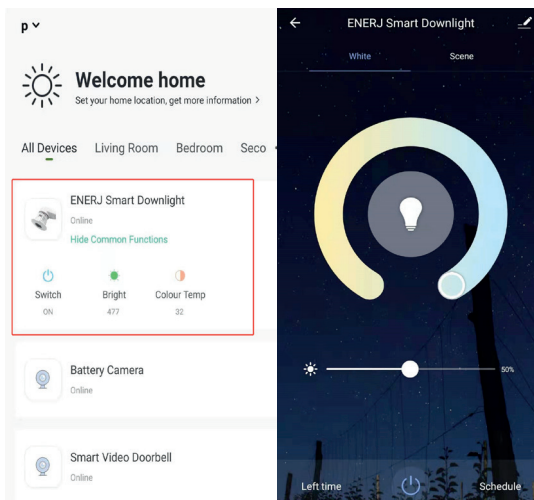 p
Welcome home
Set your home location, get more information >
All Devices Living Room Bedroom Seco
ENERJ Smart Downlight
Online
Hide Common Functions
Switch Bright Colour Temp
ON 477 32
Battery Camera
Online
Smart Video Doorbell
Online
ENERJ Smart Downlight
White Scene
50%
Left time Schedule